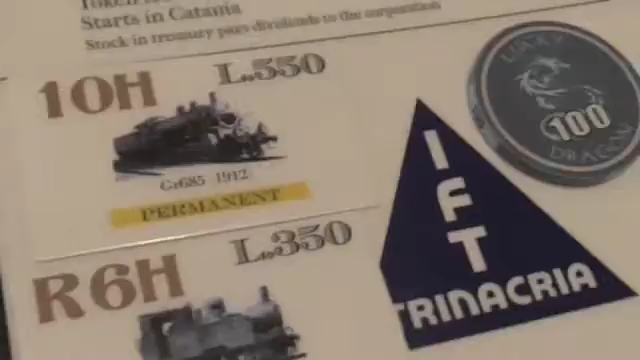 Starts in Catania
Stock in treasury pays dividends to the corporation
10H
L.550
Gr685 1912
PERMANENT
R6H
L.350
IFT
TRINACRIA
LUCKY
100
DRAGON